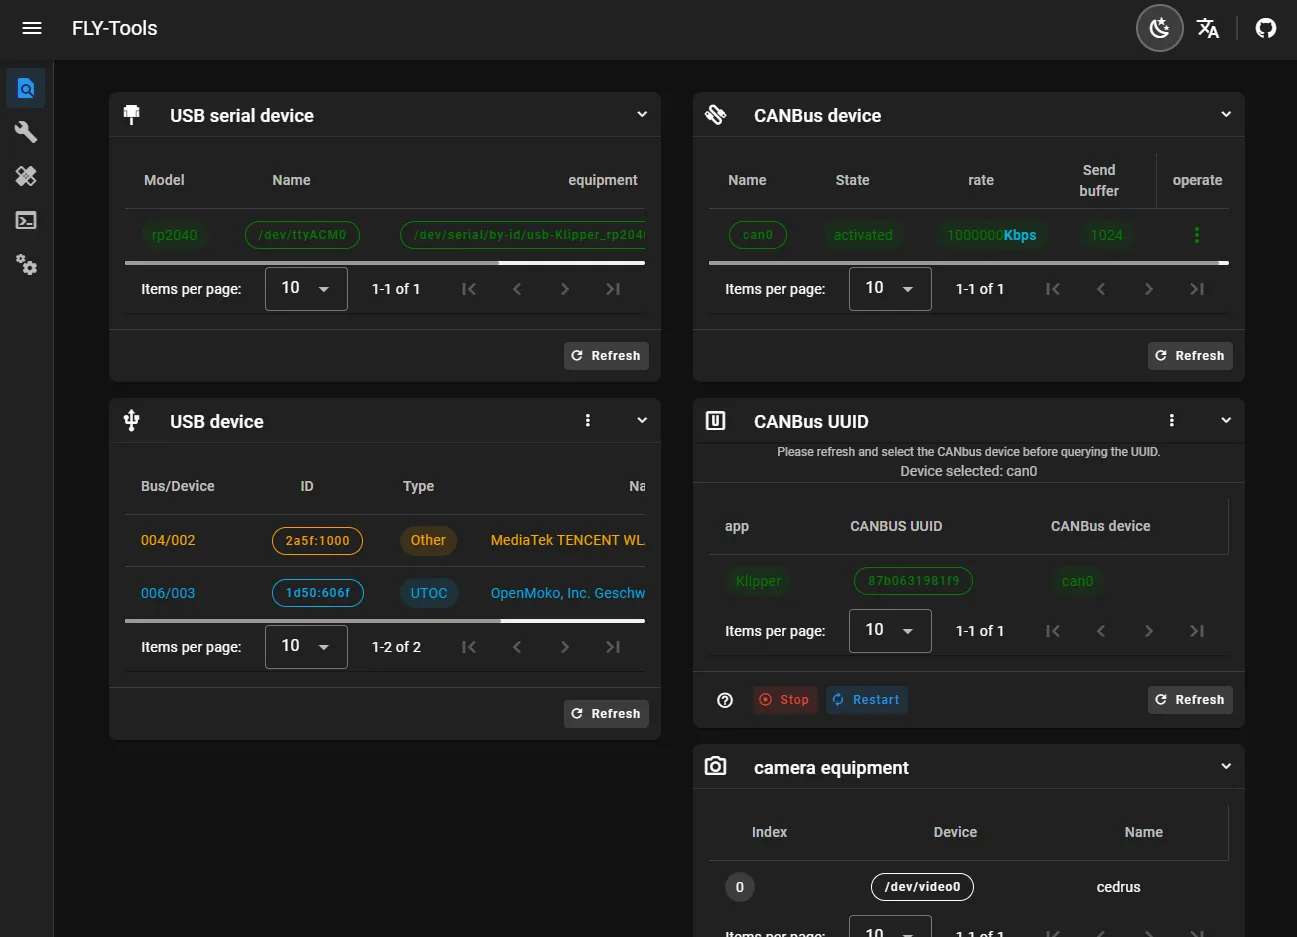 FLY-Tools
USB serial device
Model Name equipment
rp2040 /dev/ttyACM0 /dev/serial/by-id/usb-Klipper_rp204
Items per page: 10 1-1 of 1
Refresh
USB device
Bus/Device ID Type Na
004/002 2a5f:1000 Other MediaTek TENCENT WL
006/003 1d50:606f UTOC OpenMoko, Inc. Geschw
Items per page: 10 1-2 of 2
Refresh
CANBus device
Name State rate Send buffer operate
can0 activated 1000000Kbps 1024
Items per page: 10 1-1 of 1
Refresh
CANBus UUID
Please refresh and select the CANbus device before querying the UUID.
Device selected: can0
app CANBUS UUID CANBus device
Klipper 87b0631981f9 can0
Items per page: 10 1-1 of 1
Stop Restart Refresh
camera equipment
Index Device Name
0 /dev/video0 cedrus
Items per page: 10 1-1 of 1